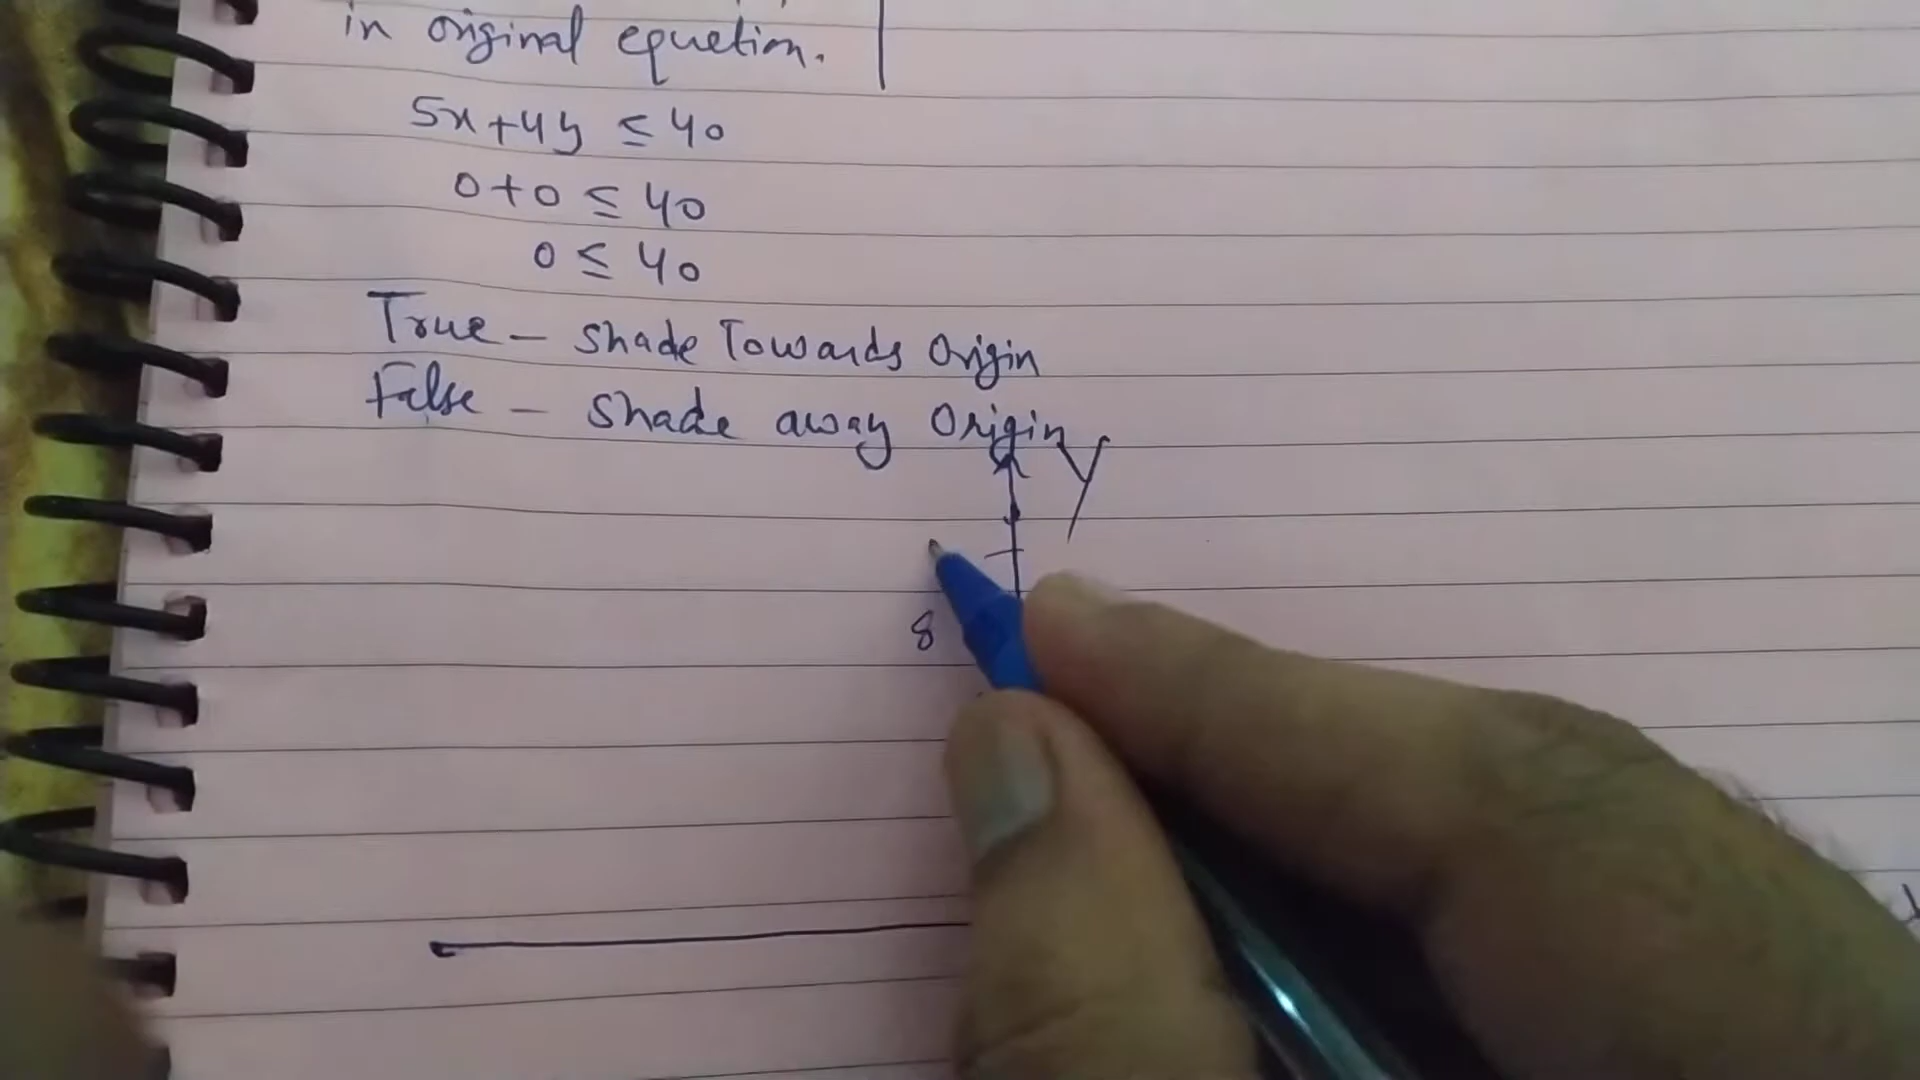 in original equetion.
5x+4y ≤ 40
0+0 ≤ 40
0 ≤ 40
True - Shade Towards Origin
False - Shade away Origin
Y
8